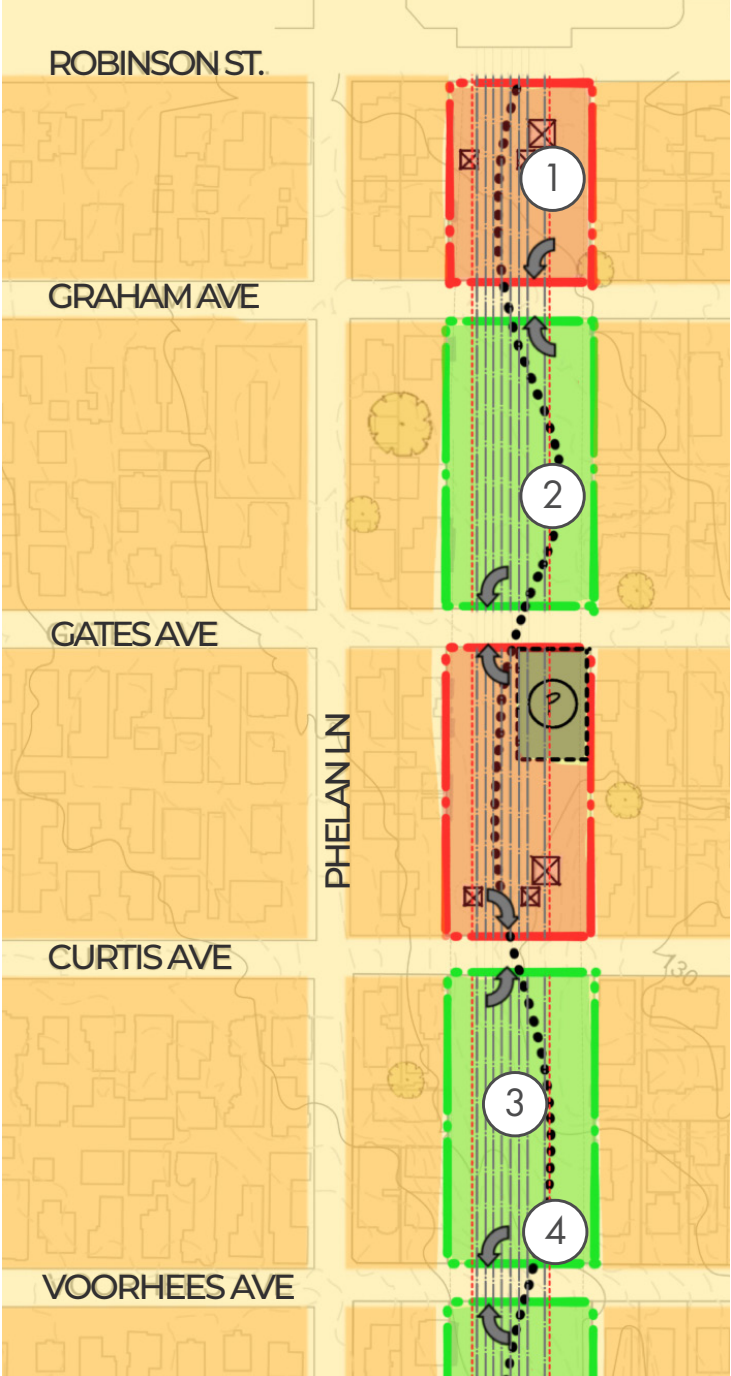 ROBINSON ST.
1
GRAHAM AVE
2
GATES AVE
?
PHELAN LN
CURTIS AVE
130
3
4
VOORHEES AVE